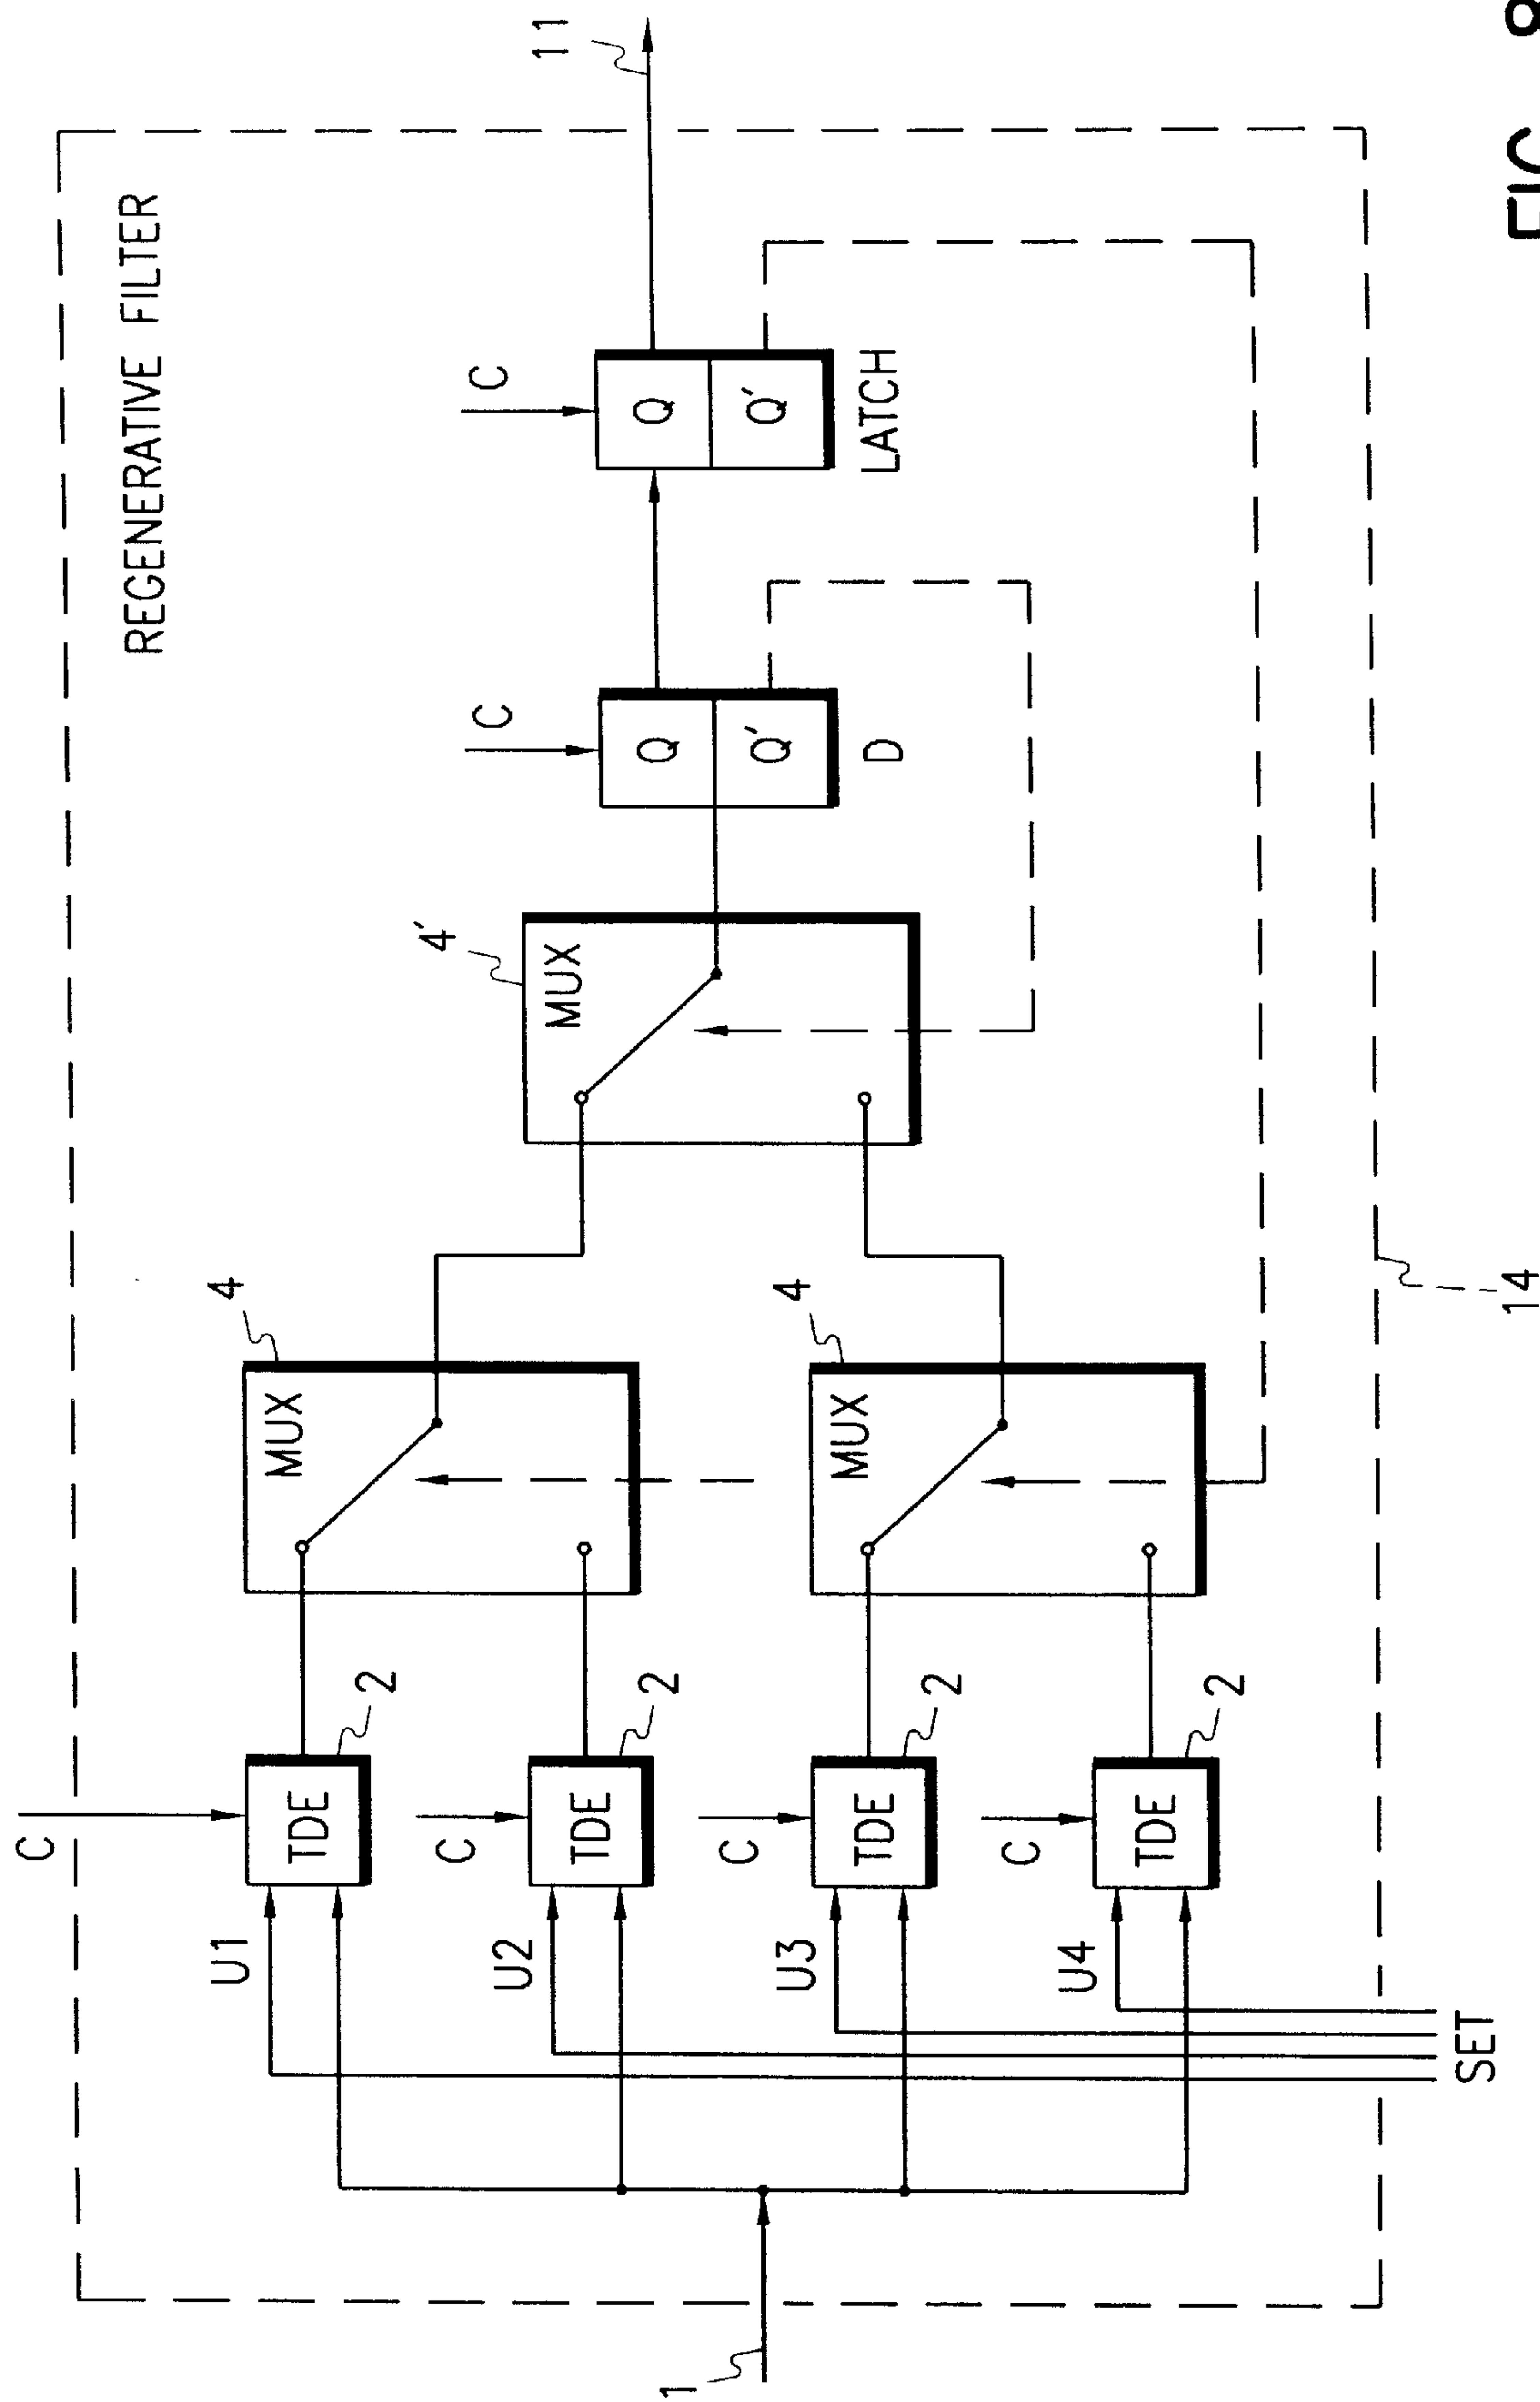 REGENERATIVE FILTER
C
U1
TDE
2
MUX
4
C
U2
TDE
2
4'
MUX
C
Q
Q'
D
C
Q
Q'
LATCH
11
1
C
U3
TDE
2
MUX
4
C
U4
TDE
2
SET
14